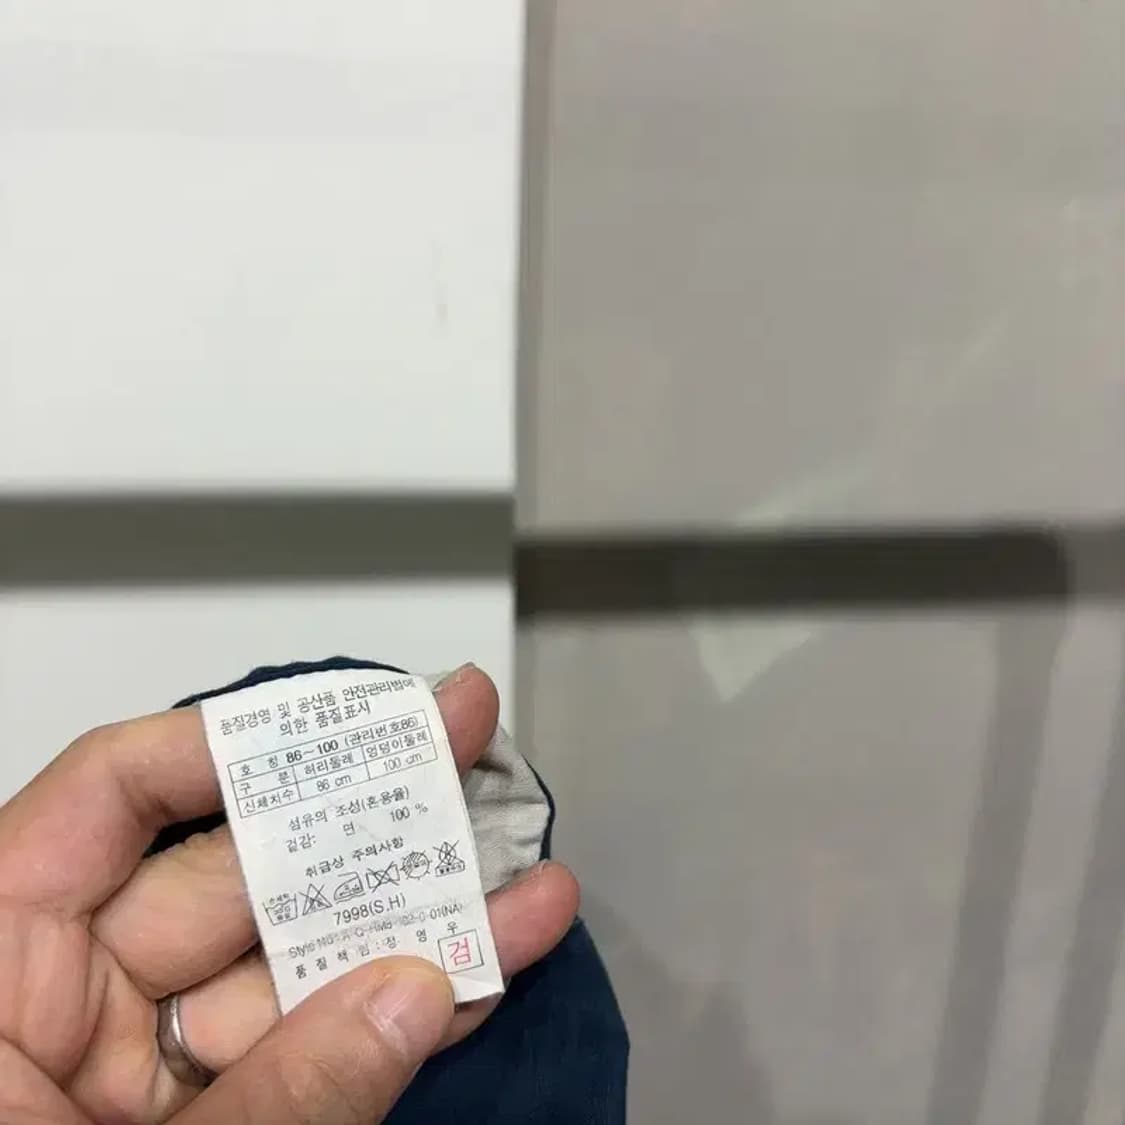 품질경영 및 공산품 안전관리법에
의한 품질표시
호 칭 86~100 (관리번호86)
구 분 허리둘레 엉덩이둘레
신체치수 86 cm 100 cm
섬유의 조성(혼용율)
겉감: 면 100 %
취급상 주의사항
7998(S.H)
Style No
품 질 책 임 : 정 영 우
검